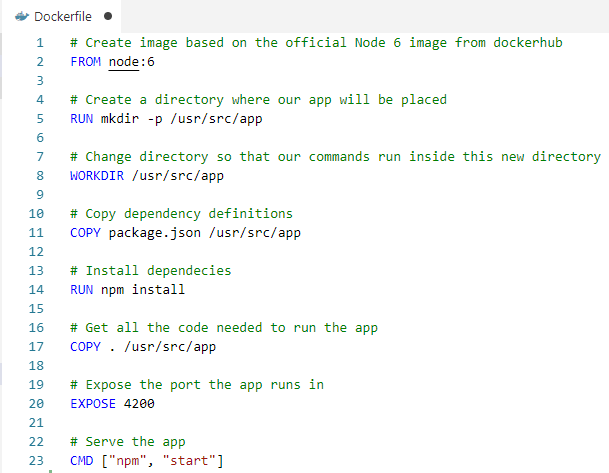 Dockerfile
1 # Create image based on the official Node 6 image from dockerhub
2 FROM node:6
3
4 # Create a directory where our app will be placed
5 RUN mkdir -p /usr/src/app
6
7 # Change directory so that our commands run inside this new directory
8 WORKDIR /usr/src/app
9
10 # Copy dependency definitions
11 COPY package.json /usr/src/app
12
13 # Install dependecies
14 RUN npm install
15
16 # Get all the code needed to run the app
17 COPY . /usr/src/app
18
19 # Expose the port the app runs in
20 EXPOSE 4200
21
22 # Serve the app
23 CMD ["npm", "start"]